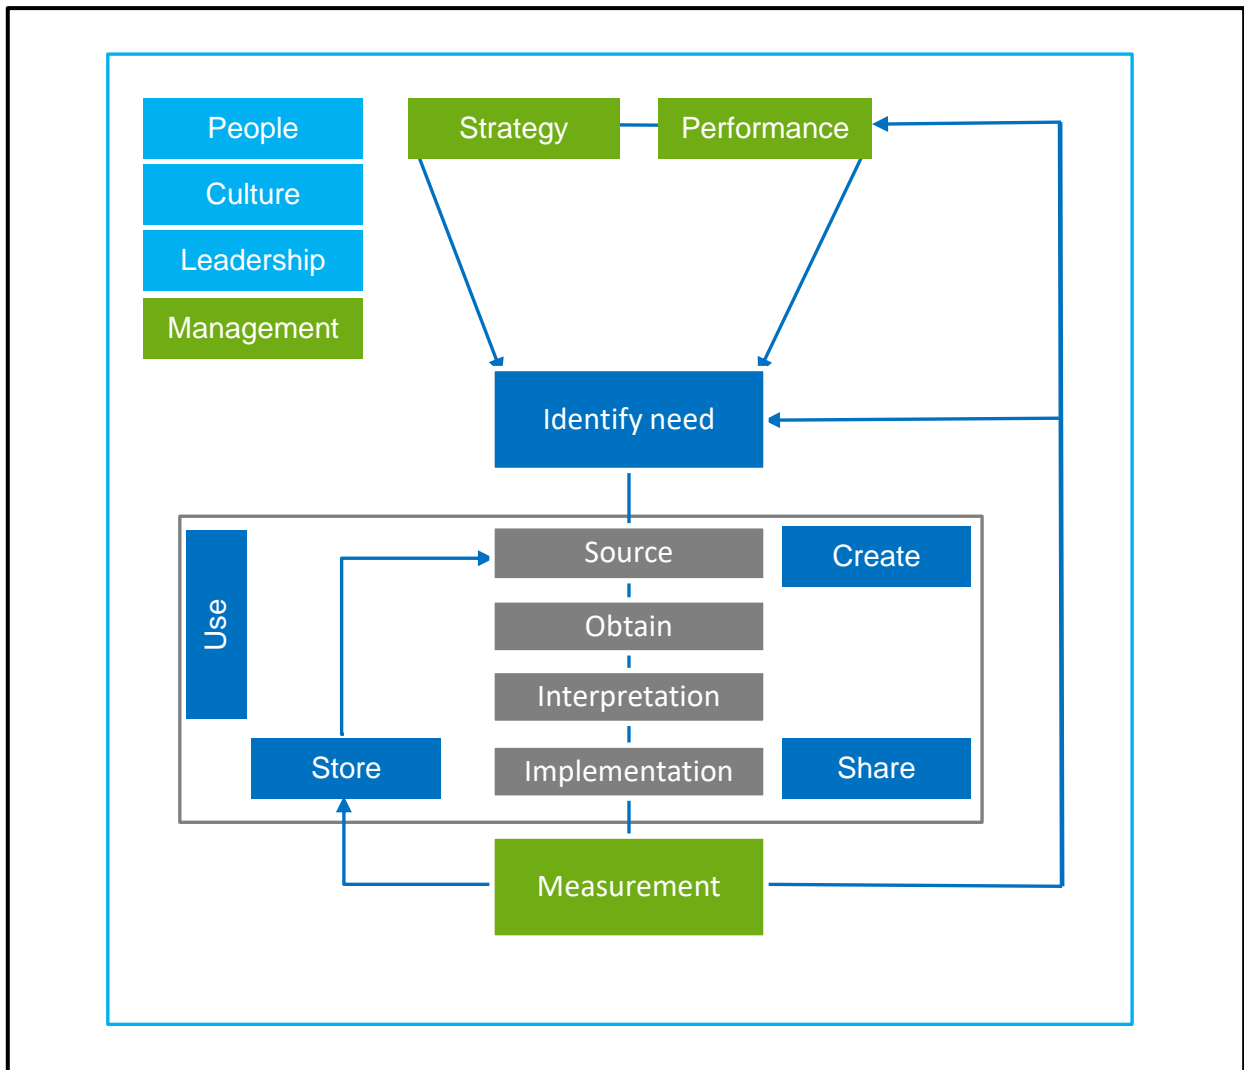 People
Culture
Leadership
Management
Strategy
Performance
Identify need
Use
Source
Create
Obtain
Interpretation
Store
Implementation
Share
Measurement